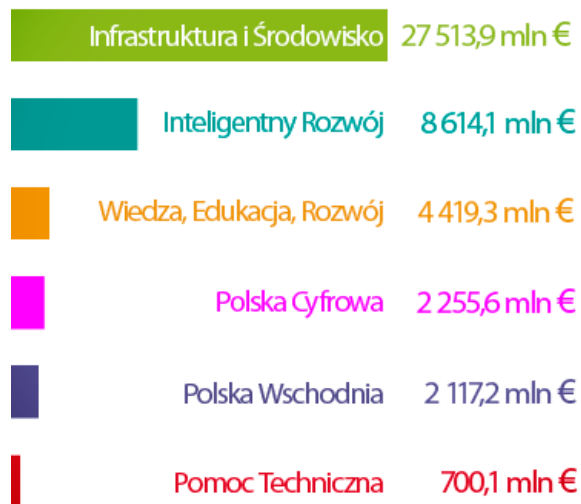 Infrastruktura i Środowisko 27 513,9 mln €
Inteligentny Rozwój 8 614,1 mln €
Wiedza, Edukacja, Rozwój 4 419,3 mln €
Polska Cyfrowa 2 255,6 mln €
Polska Wschodnia 2 117,2 mln €
Pomoc Techniczna 700,1 mln €